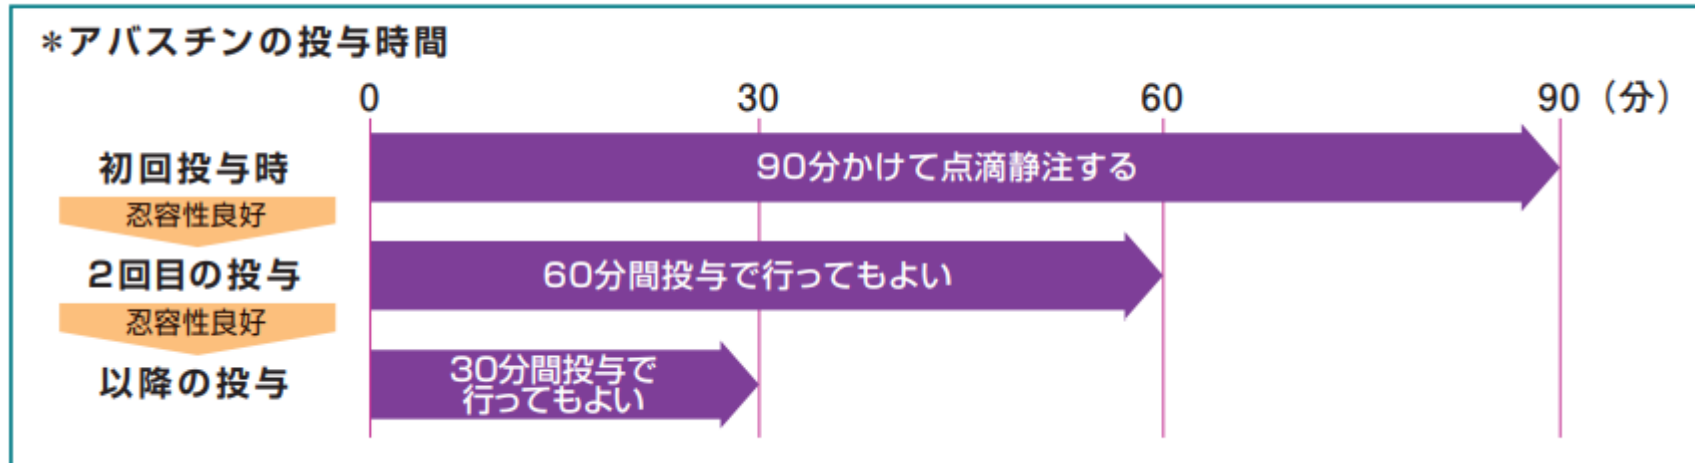 *アバスチンの投与時間
0 30 60 90(分)
初回投与時 90分かけて点滴静注する
忍容性良好
2回目の投与 60分間投与で行ってもよい
忍容性良好
以降の投与 30分間投与で
行ってもよい